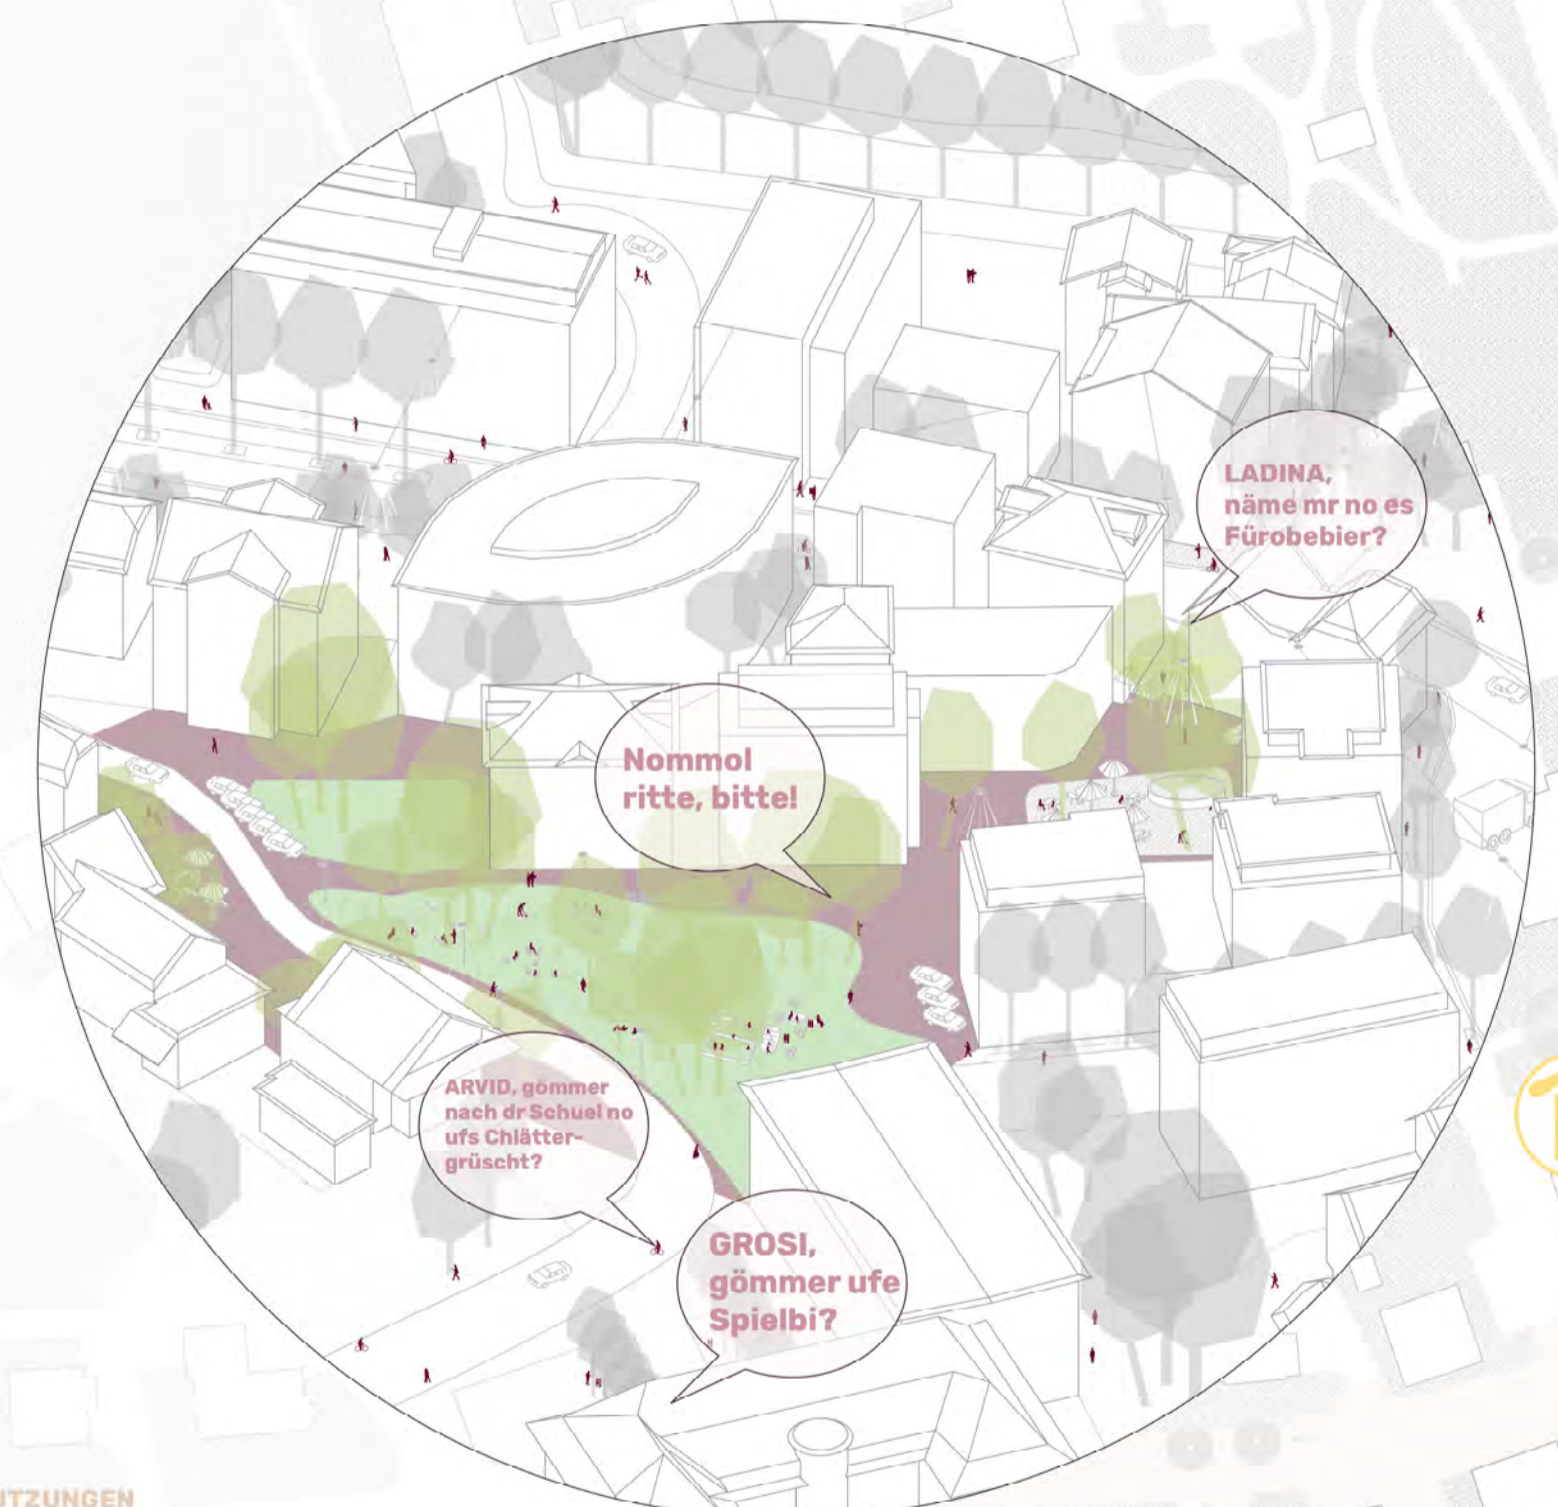 LADINA,
näme mr no es
Fürobebier?
Nommol
ritte, bitte!
ARVID, gömmer
nach dr Schuel no
ufs Chlätter-
grüscht?
GROSI,
gömmer ufe
Spielbi?
UTZUNGEN